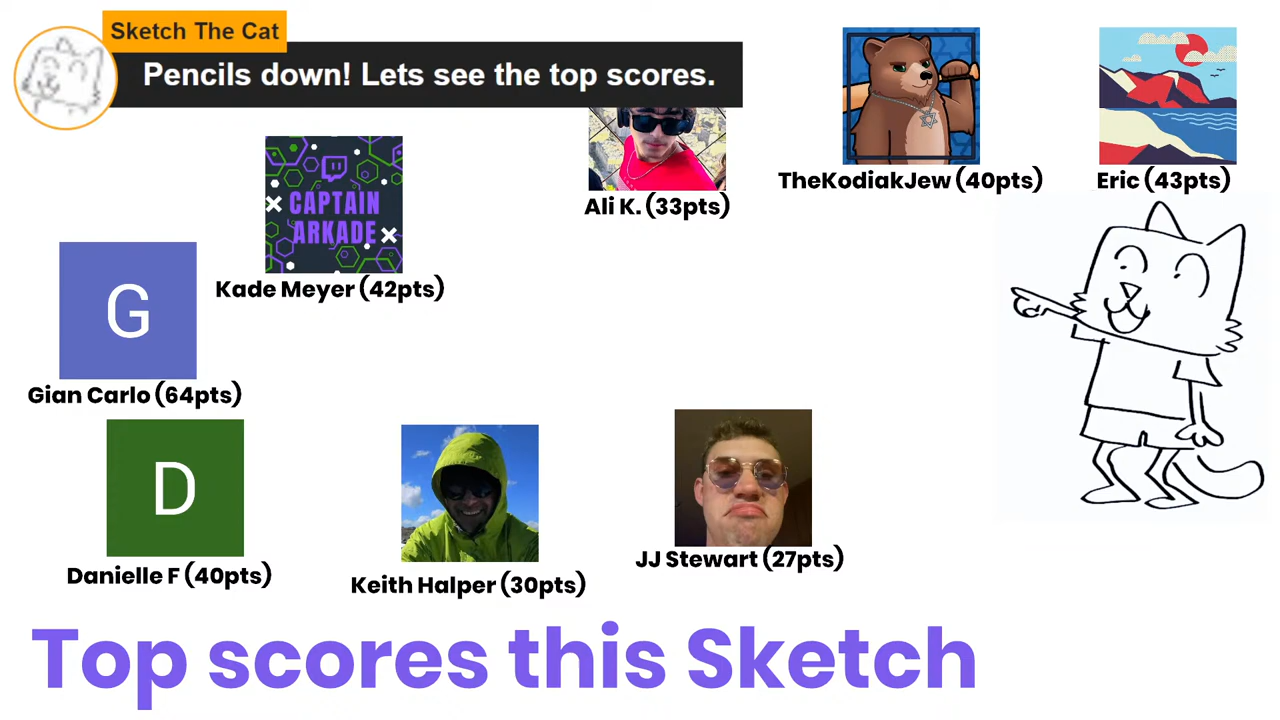 Sketch The Cat
Pencils down! Lets see the top scores.
TheKodiakJew (40pts)
Eric (43pts)
Ali K. (33pts)
CAPTAIN
ARKADE
Kade Meyer (42pts)
G
Gian Carlo (64pts)
D
Danielle F (40pts)
Keith Halper (30pts)
JJ Stewart (27pts)
Top scores this Sketch